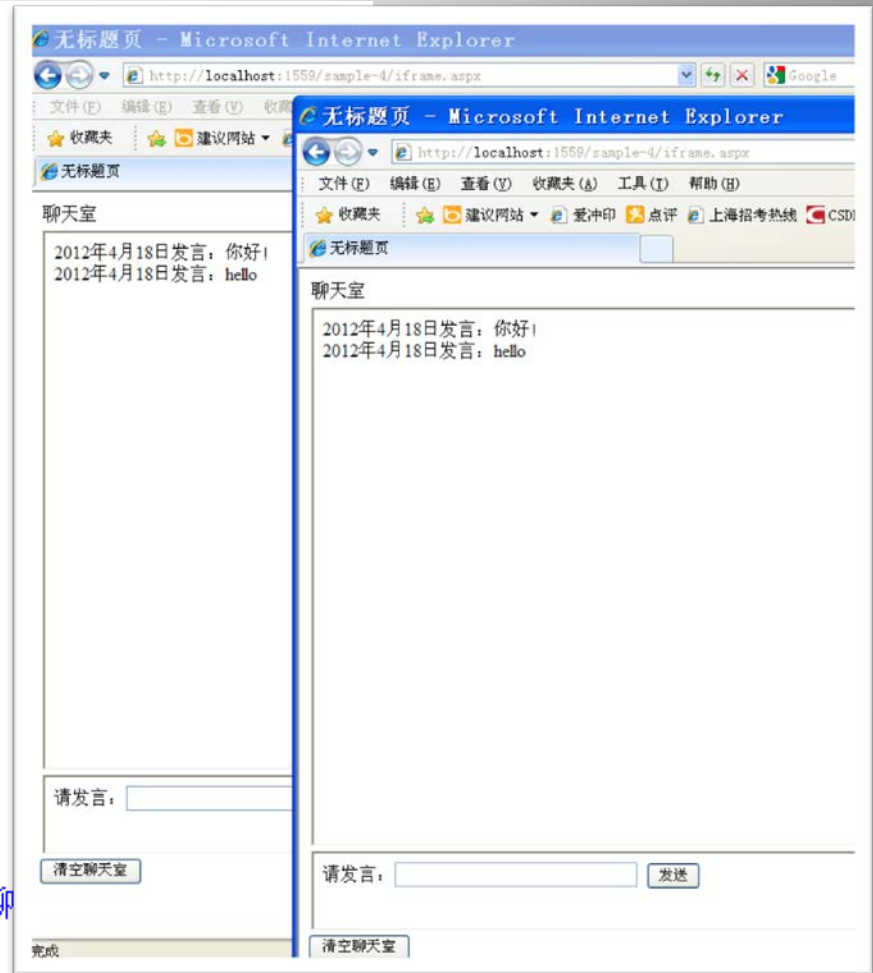 无标题页 - Microsoft Internet Explorer
http://localhost:1559/sample-4/iframe.aspx
Google
文件(F) 编辑(E) 查看(V) 收藏
收藏夹 建议网站
无标题页
聊天室
2012年4月18日发言：你好!
2012年4月18日发言：hello
请发言：
清空聊天室
完成
无标题页 - Microsoft Internet Explorer
http://localhost:1559/sample-4/iframe.aspx
文件(F) 编辑(E) 查看(V) 收藏夹(A) 工具(T) 帮助(H)
收藏夹 建议网站 爱冲印 点评 上海招考热线 CSD
无标题页
聊天室
2012年4月18日发言：你好!
2012年4月18日发言：hello
请发言： 发送
清空聊天室